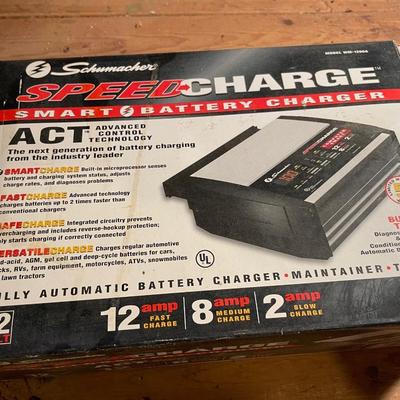 MODEL WM-1200A
Schumacher
SPEED CHARGE™
SMART BATTERY CHARGER
ACT- ADVANCED
CONTROL
TECHNOLOGY
The next generation of battery charging
from the industry leader
SMARTCHARGE Built-in microprocessor senses
battery and charging system status, adjusts
charge rates, and diagnoses problems
FASTCHARGE Advanced technology
charges batteries up to 2 times faster than
conventional chargers
SAFECHARGE Integrated circuitry prevents
overcharging and includes reverse-hookup protection;
only starts charging if correctly connected
VERSATILECHARGE Charges regular automotive
lead-acid, AGM, gel cell and deep-cycle batteries for cars,
trucks, RVs, farm equipment, motorcycles, ATVs, snowmobiles
lawn tractors
UL
FULLY AUTOMATIC BATTERY CHARGER • MAINTAINER • T
12 amp
FAST
CHARGE
8 amp
MEDIUM
CHARGE
2 amp
SLOW
CHARGE